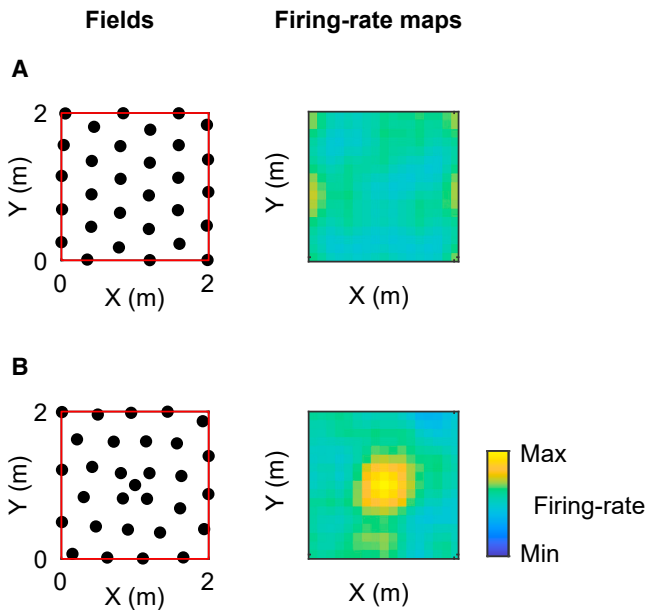 Fields
Firing-rate maps
A
2
Y (m)
0
0
2
X (m)
Y (m)
X (m)
B
2
Y (m)
0
0
2
X (m)
Y (m)
X (m)
Max
Firing-rate
Min